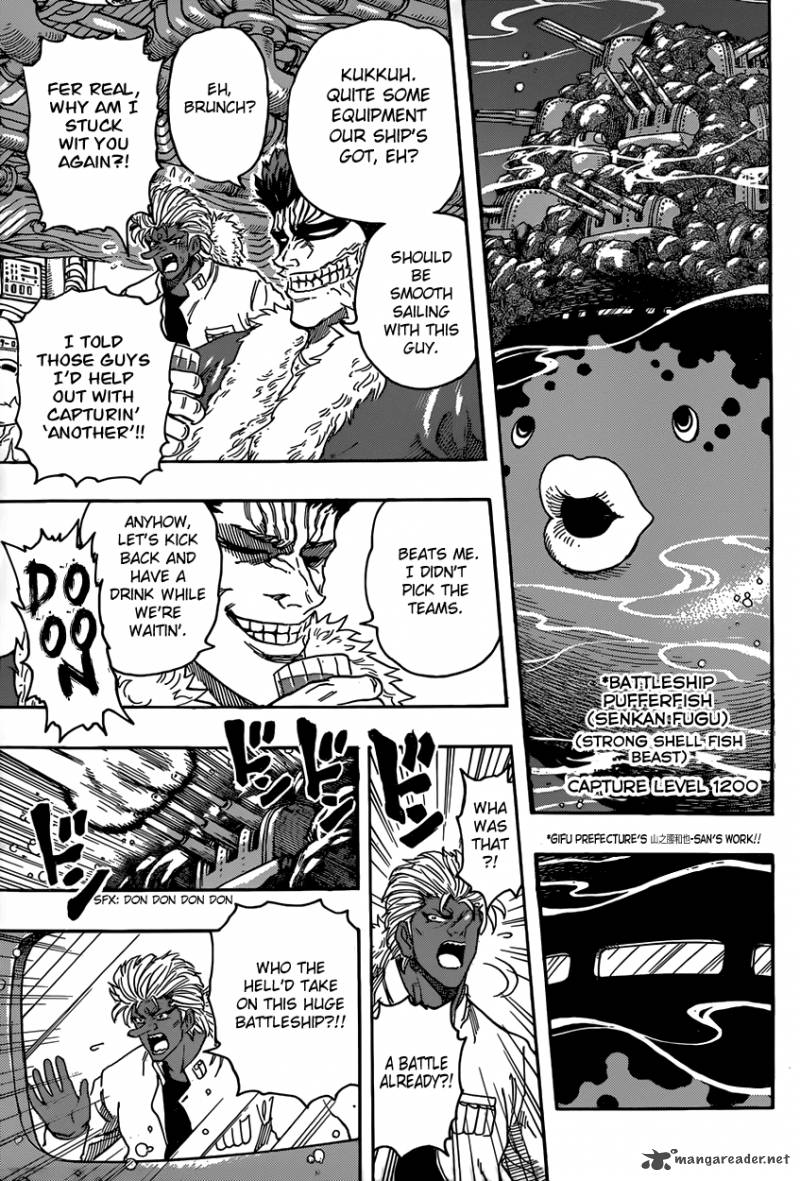 KUKKUH.
QUITE SOME
EQUIPMENT
OUR SHIP'S
GOT, EH?
SHOULD
BE
SMOOTH
SAILING
WITH THIS
GUY.
EH,
BRUNCH?
FER REAL,
WHY AM I
STUCK
WIT YOU
AGAIN?!
I TOLD
THOSE GUYS
I'D HELP
OUT WITH
CAPTURIN'
'ANOTHER'!!
*BATTLESHIP
PUFFERFISH
(SENKAN FUGU)
(STRONG SHELL FISH
BEAST)
CAPTURE LEVEL 1200
*GIFU PREFECTURE'S 山之腰和也-SAN'S WORK!!
BEATS ME.
I DIDN'T
PICK THE
TEAMS.
ANYHOW,
LET'S KICK
BACK AND
HAVE A
DRINK WHILE
WE'RE
WAITIN'.
DOOON
WHA
WAS
THAT
?!
A BATTLE
ALREADY?!
ドン ドン ドン ドン
SFX: DON DON DON DON
WHO THE
HELL'D TAKE
ON THIS HUGE
BATTLESHIP?!!
mangareader.net